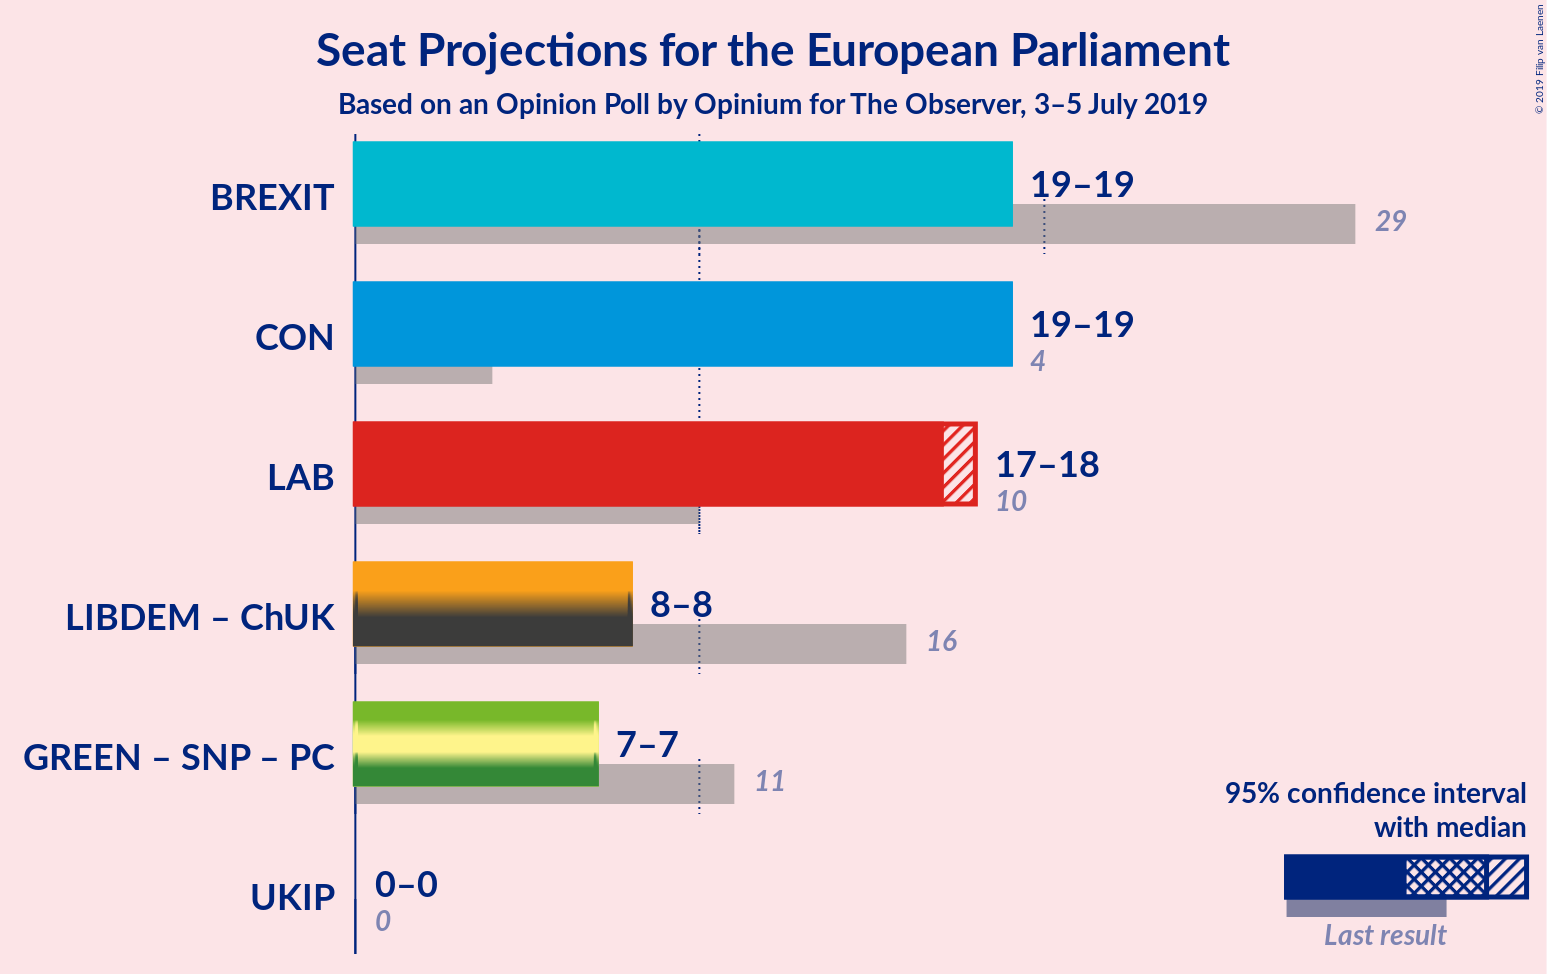 Seat Projections for the European Parliament
Based on an Opinion Poll by Opinium for The Observer, 3–5 July 2019
© 2019 Filip van Laenen
BREXIT
19–19
29
CON
19–19
4
LAB
17–18
10
LIBDEM – ChUK
8–8
16
GREEN – SNP – PC
7–7
11
UKIP
0–0
0
95% confidence interval
with median
Last result